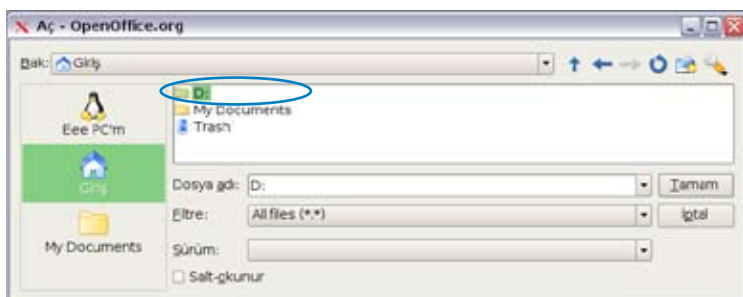 Aç - OpenOffice.org
Bak: Giriş
D:
My Documents
Trash
Eee PC'm
Giriş
My Documents
Dosya adı: D: Tamam
Filtre: All files (*.*) İptal
Sürüm:
Salt-okunur